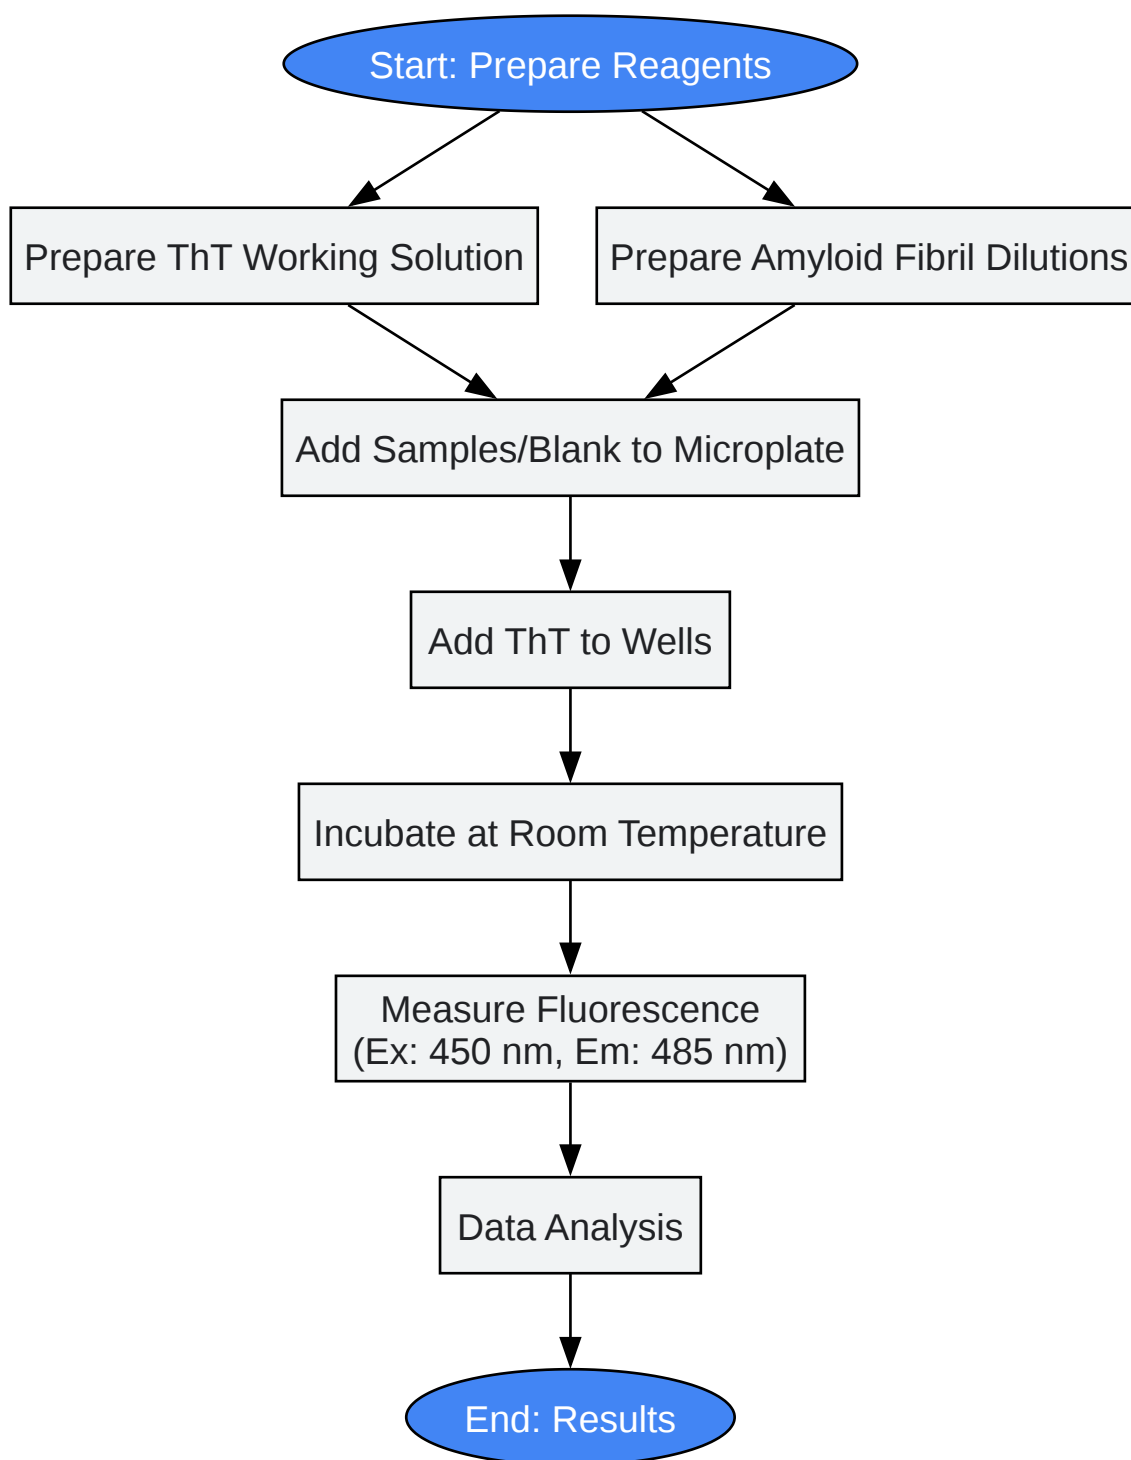 Start: Prepare Reagents
Prepare ThT Working Solution
Prepare Amyloid Fibril Dilutions
Add Samples/Blank to Microplate
Add ThT to Wells
Incubate at Room Temperature
Measure Fluorescence
(Ex: 450 nm, Em: 485 nm)
Data Analysis
End: Results